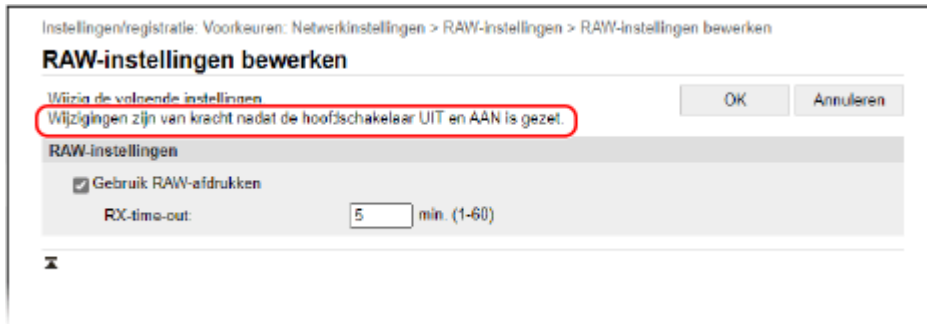 Instellingen/registratie: Voorkeuren: Netwerkinstellingen > RAW-instellingen > RAW-instellingen bewerken
RAW-instellingen bewerken
Wijzig de volgende instellingen
OK
Annuleren
Wijzigingen zijn van kracht nadat de hoofdschakelaar UIT en AAN is gezet.
RAW-instellingen
Gebruik RAW-afdrukken
RX-time-out: 5 min. (1-60)